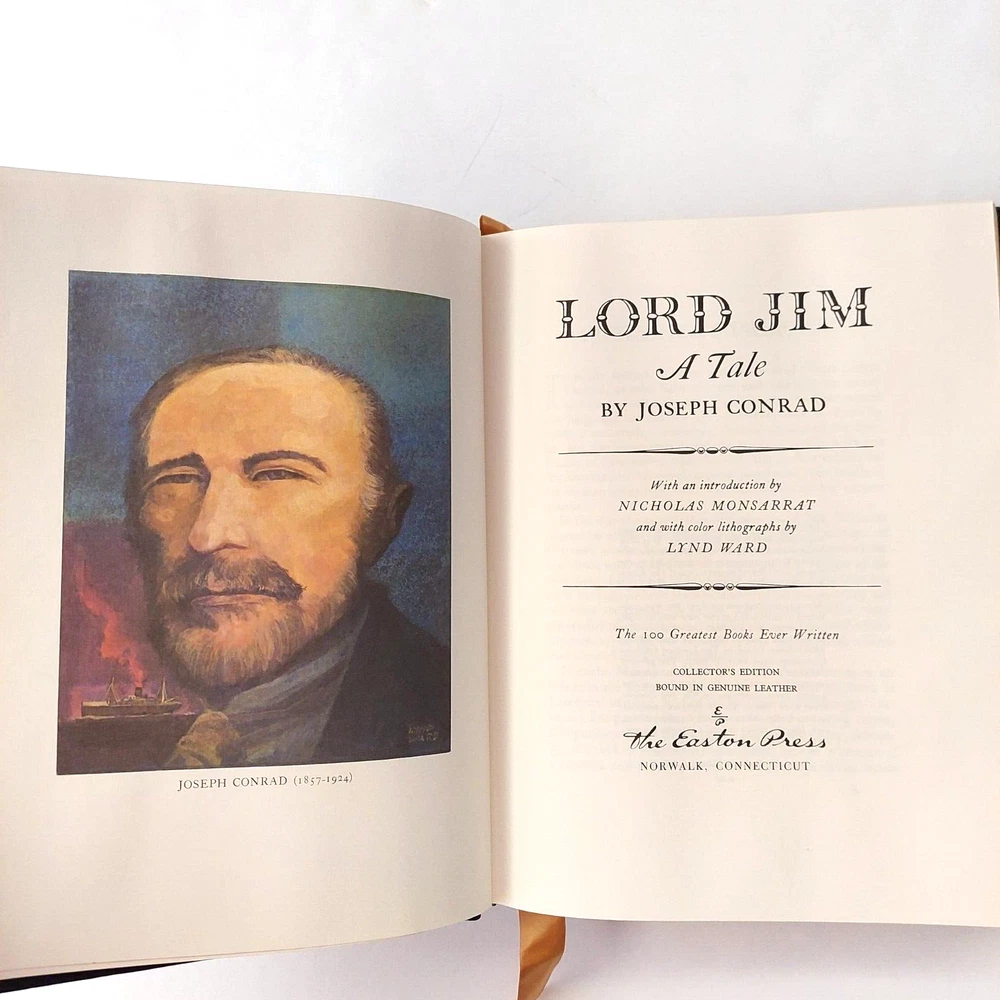 JOSEPH CONRAD (1857-1924)
LORD JIM
A Tale
BY JOSEPH CONRAD
With an introduction by
NICHOLAS MONSARRAT
and with color lithographs by
LYND WARD
The 100 Greatest Books Ever Written
COLLECTOR'S EDITION
BOUND IN GENUINE LEATHER
E
P
the Easton Press
NORWALK, CONNECTICUT